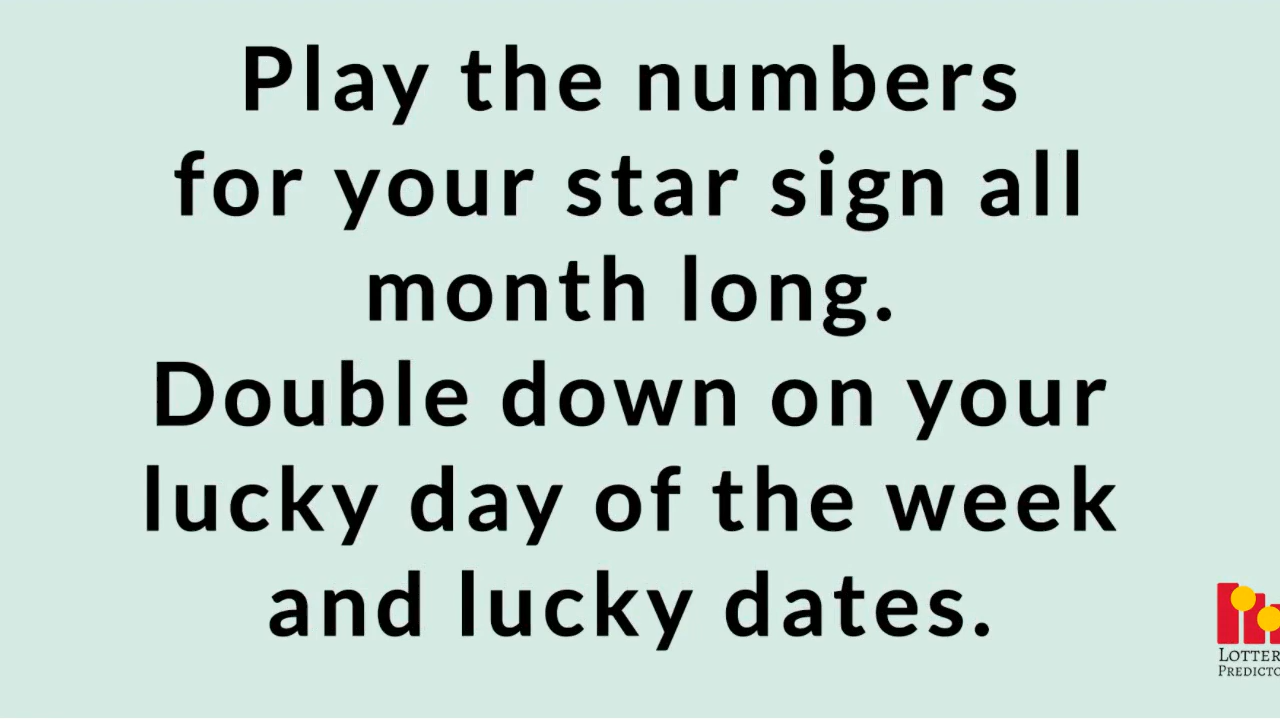 Play the numbers
for your star sign all
month long.
Double down on your
lucky day of the week
and lucky dates.